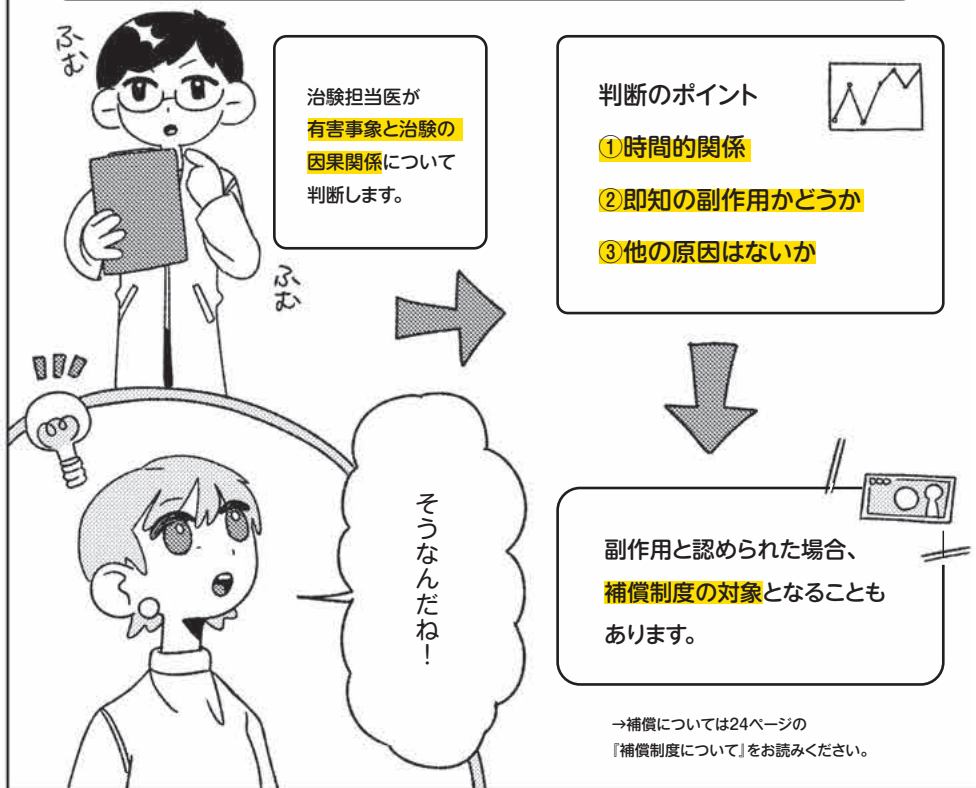 ふむ
ふむ
治験担当医が
有害事象と治験の
因果関係について
判断します。
判断のポイント
①時間的関係
②即知の副作用かどうか
③他の原因はないか
そうなんだね！
副作用と認められた場合、
補償制度の対象となることも
あります。
→補償については24ページの
『補償制度について』をお読みください。